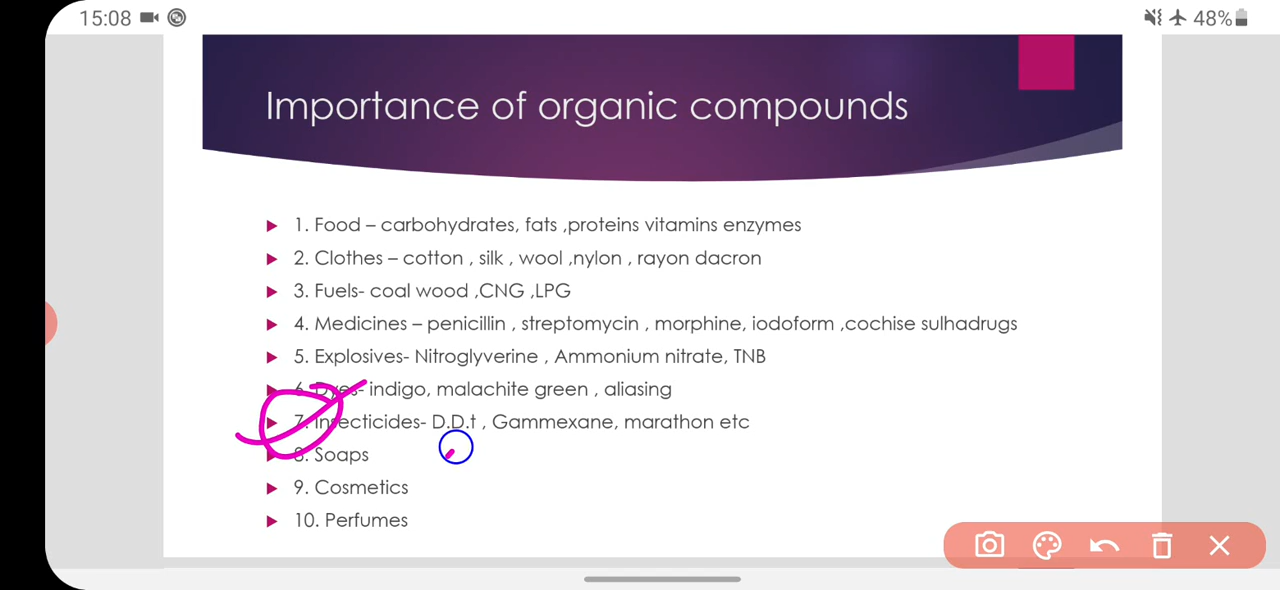 15:08 48%
Importance of organic compounds
1. Food – carbohydrates, fats ,proteins vitamins enzymes
2. Clothes – cotton , silk , wool ,nylon , rayon dacron
3. Fuels- coal wood ,CNG ,LPG
4. Medicines – penicillin , streptomycin , morphine, iodoform ,cochise sulhadrugs
5. Explosives- Nitroglyverine , Ammonium nitrate, TNB
6. Dyes- indigo, malachite green , aliasing
7. Insecticides- D.D.t , Gammexane, marathon etc
8. Soaps
9. Cosmetics
10. Perfumes